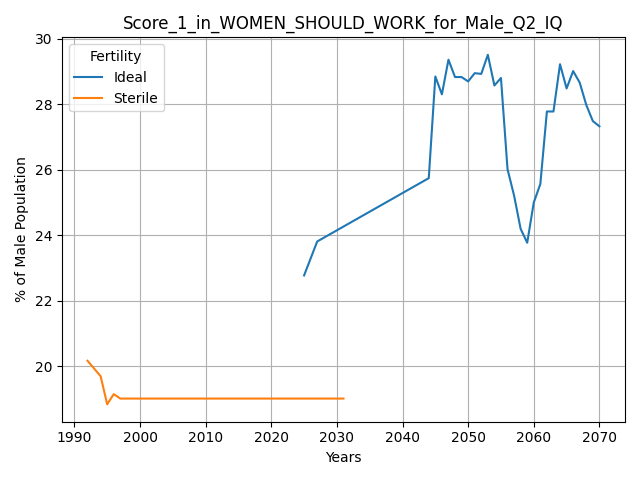 Score_1_in_WOMEN_SHOULD_WORK_for_Male_Q2_IQ
Fertility
Ideal
Sterile
% of Male Population
30
28
26
24
22
20
1990 2000 2010 2020 2030 2040 2050 2060 2070
Years